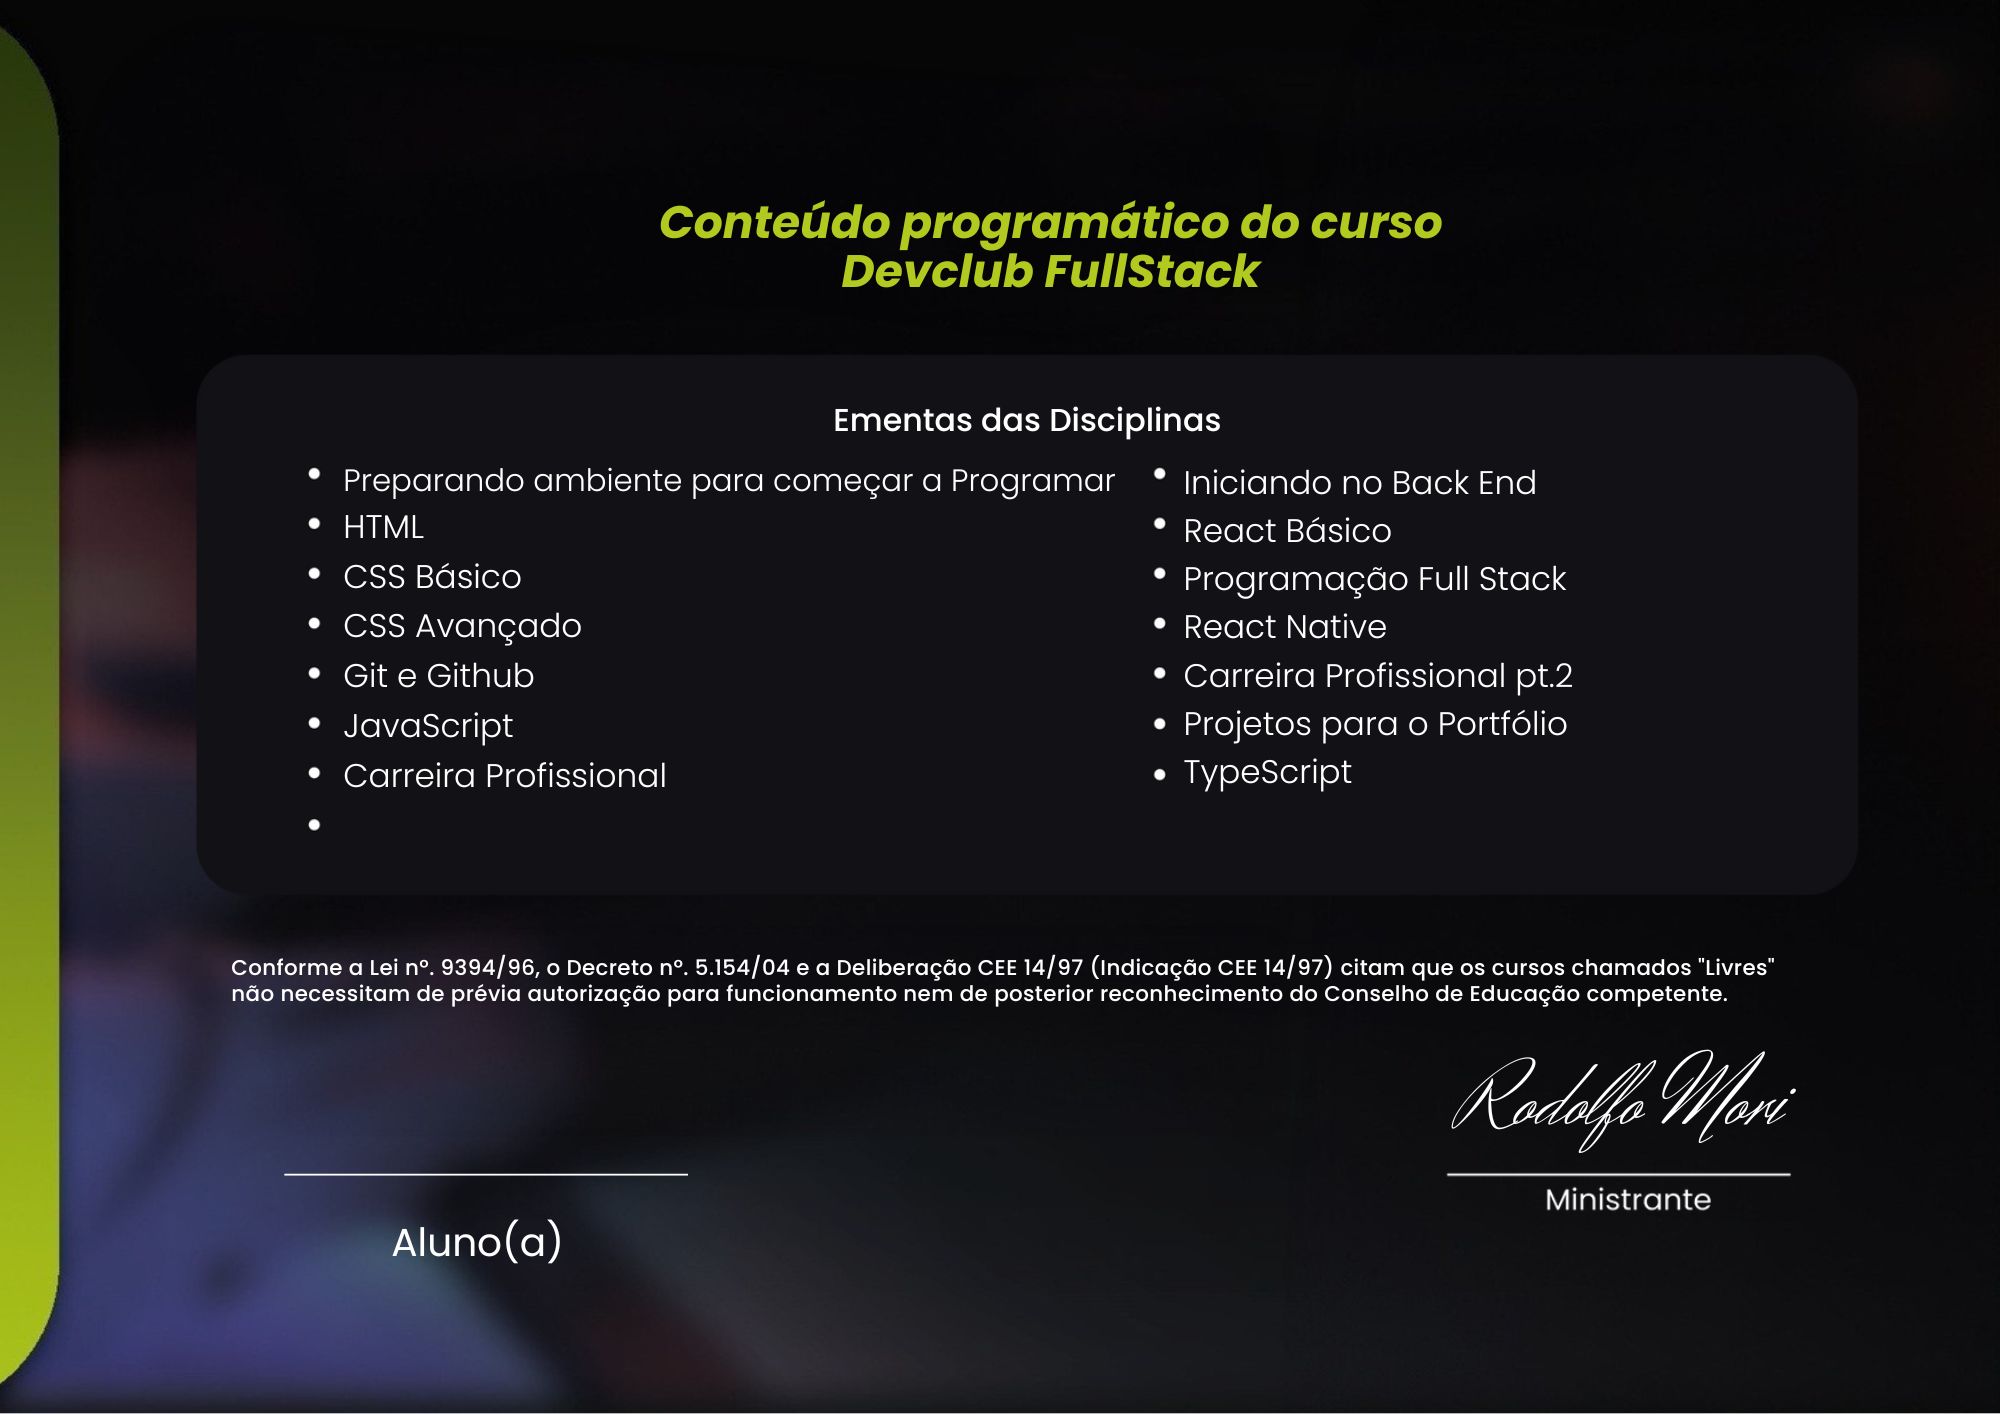 Conteúdo programático do curso
Devclub FullStack
Ementas das Disciplinas
Preparando ambiente para começar a Programar
HTML
CSS Básico
CSS Avançado
Git e Github
JavaScript
Carreira Profissional
Iniciando no Back End
React Básico
Programação Full Stack
React Native
Carreira Profissional pt.2
Projetos para o Portfólio
TypeScript
Conforme a Lei nº. 9394/96, o Decreto nº. 5.154/04 e a Deliberação CEE 14/97 (Indicação CEE 14/97) citam que os cursos chamados "Livres"
não necessitam de prévia autorização para funcionamento nem de posterior reconhecimento do Conselho de Educação competente.
Rodolfo Mori
Ministrante
Aluno(a)